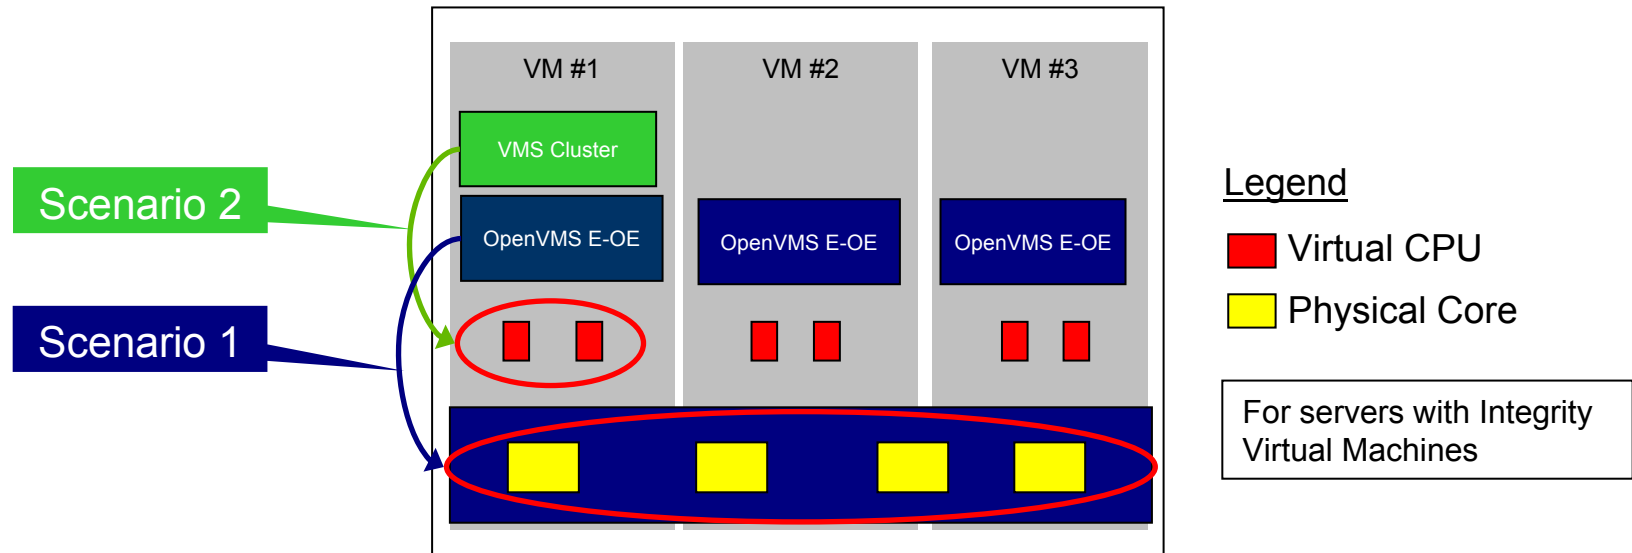 VM #1
VM #2
VM #3
VMS Cluster
Scenario 2
OpenVMS E-OE
OpenVMS E-OE
OpenVMS E-OE
Scenario 1
Legend
Virtual CPU
Physical Core
For servers with Integrity
Virtual Machines